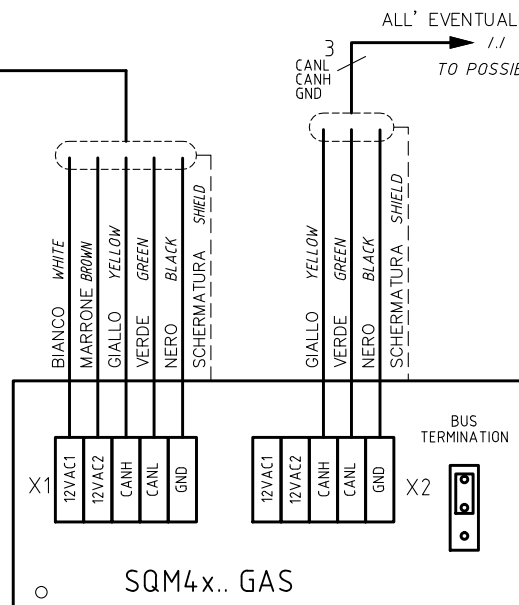 ALL' EVENTUAL
3
CANL
CANH
GND
/./
TO POSSIB
BIANCO WHITE
MARRONE BROWN
GIALLO YELLOW
VERDE GREEN
NERO BLACK
SCHERMATURA SHIELD
GIALLO YELLOW
VERDE GREEN
NERO BLACK
SCHERMATURA SHIELD
BUS
TERMINATION
X1
12VAC1
12VAC2
CANH
CANL
GND
12VAC1
12VAC2
CANH
CANL
GND
X2
SQM4x.. GAS